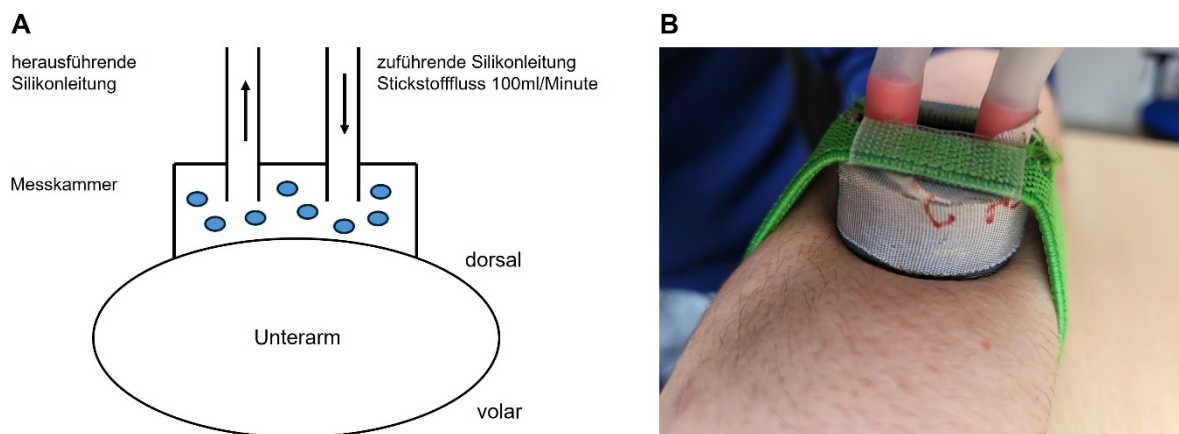 A
herausführende
Silikonleitung
zuführende Silikonleitung
Stickstofffluss 100ml/Minute
Messkammer
dorsal
Unterarm
volar
B